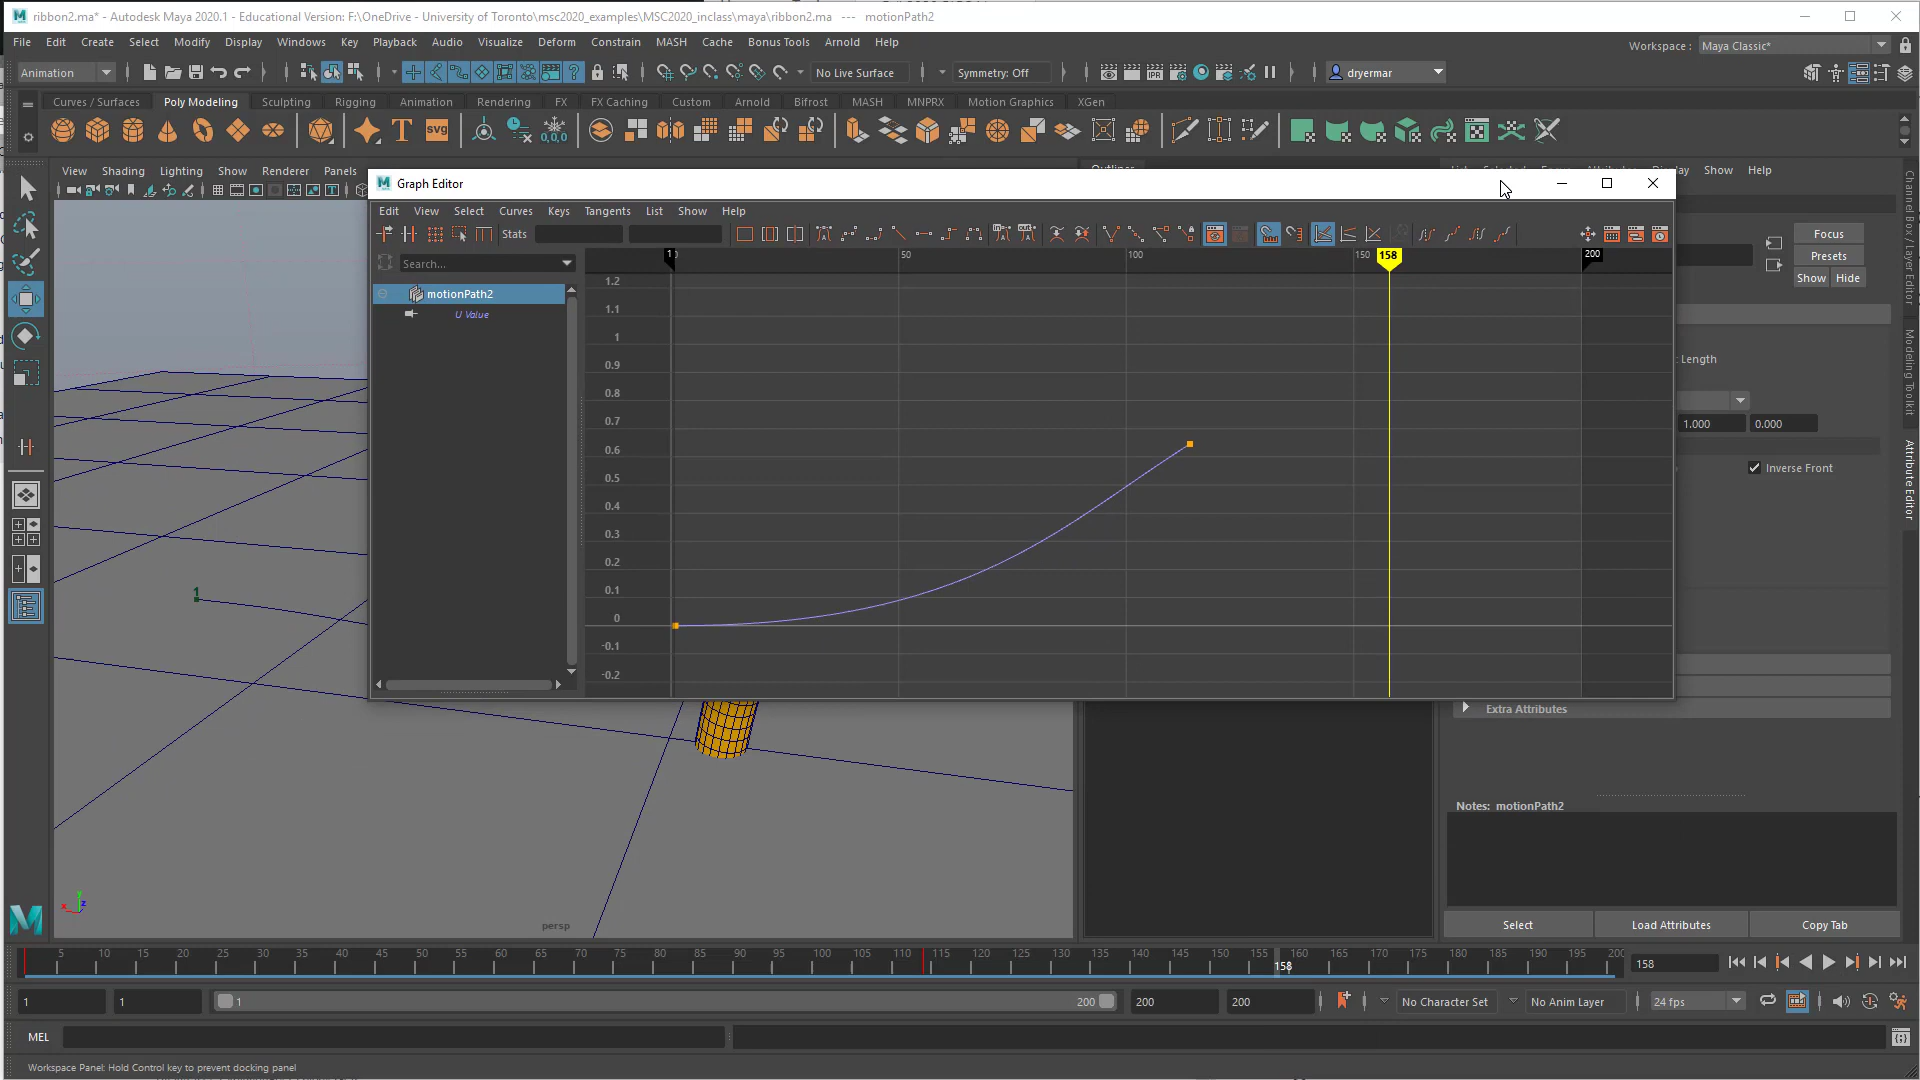 ribbon2.ma* - Autodesk Maya 2020.1 - Educational Version: F:\OneDrive - University of Toronto\msc2020_examples\MSC2020_inclass\maya\ribbon2.ma --- motionPath2
File Edit Create Select Modify Display Windows Key Playback Audio Visualize Deform Constrain MASH Cache Bonus Tools Arnold Help
Workspace : Maya Classic*
Animation No Live Surface Symmetry: Off dryermar
Curves / Surfaces Poly Modeling Sculpting Rigging Animation Rendering FX FX Caching Custom Arnold Bifrost MASH MNPRX Motion Graphics XGen
View Shading Lighting Show Renderer Panels
Show Help
Graph Editor
Edit View Select Curves Keys Tangents List Show Help
Stats
Search...
motionPath2
U Value
1 50 100 150 158 200
1.2
1.1
1
0.9
0.8
0.7
0.6
0.5
0.4
0.3
0.2
0.1
0
-0.1
-0.2
Focus
Presets
Show Hide
Length
1.000 0.000
Inverse Front
Extra Attributes
Notes: motionPath2
Select Load Attributes Copy Tab
Channel Box / Layer Editor
Modeling Toolkit
Attribute Editor
1
persp
5 10 15 20 25 30 35 40 45 50 55 60 65 70 75 80 85 90 95 100 105 110 115 120 125 130 135 140 145 150 155 160 165 170 175 180 185 190 195 200
158
158
1 1 1 200 200 200 No Character Set No Anim Layer 24 fps
MEL
Workspace Panel: Hold Control key to prevent docking panel